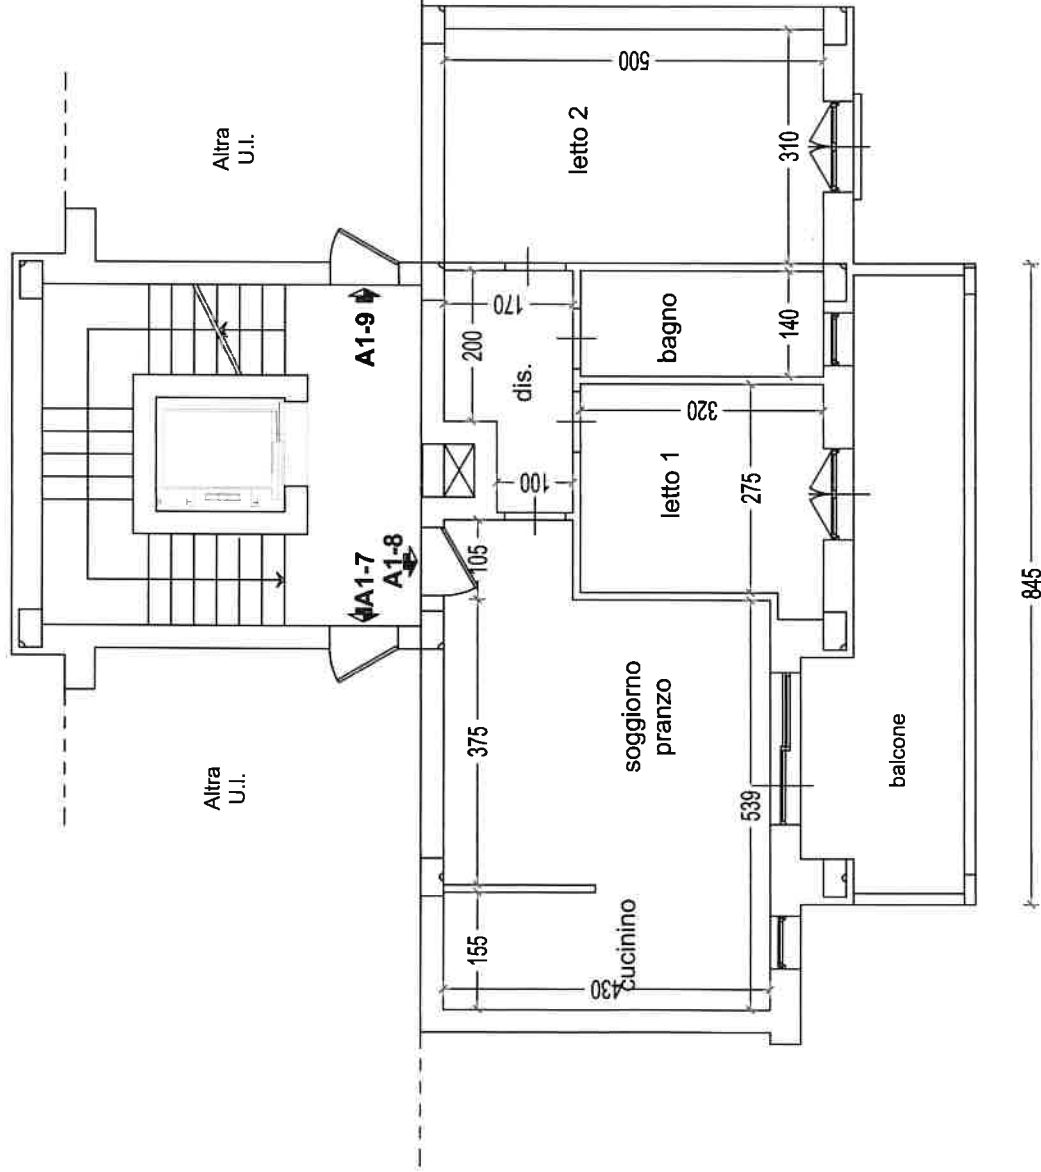 Altra
U.I.
500
letto 2
310
A1-9
170
200
dis.
bagno
140
320
letto 1
275
100
A1-7
A1-8
105
375
soggiorno
pranzo
539
845
balcone
Altra
U.I.
155
cucinino
430